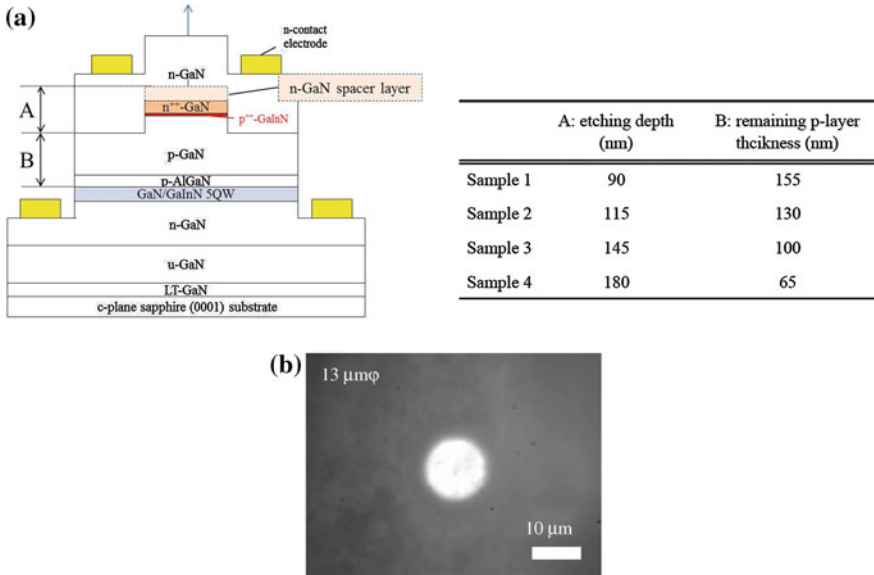 (a)
n-contact
electrode
n-GaN
n-GaN spacer layer
A
n⁺⁺-GaN
p⁺⁺-GaInN
B
p-GaN
p-AlGaN
GaN/GaInN 5QW
n-GaN
u-GaN
LT-GaN
c-plane sapphire (0001) substrate
A: etching depth B: remaining p-layer
(nm) thcikness (nm)
Sample 1 90 155
Sample 2 115 130
Sample 3 145 100
Sample 4 180 65
(b)
13 μmφ
10 μm